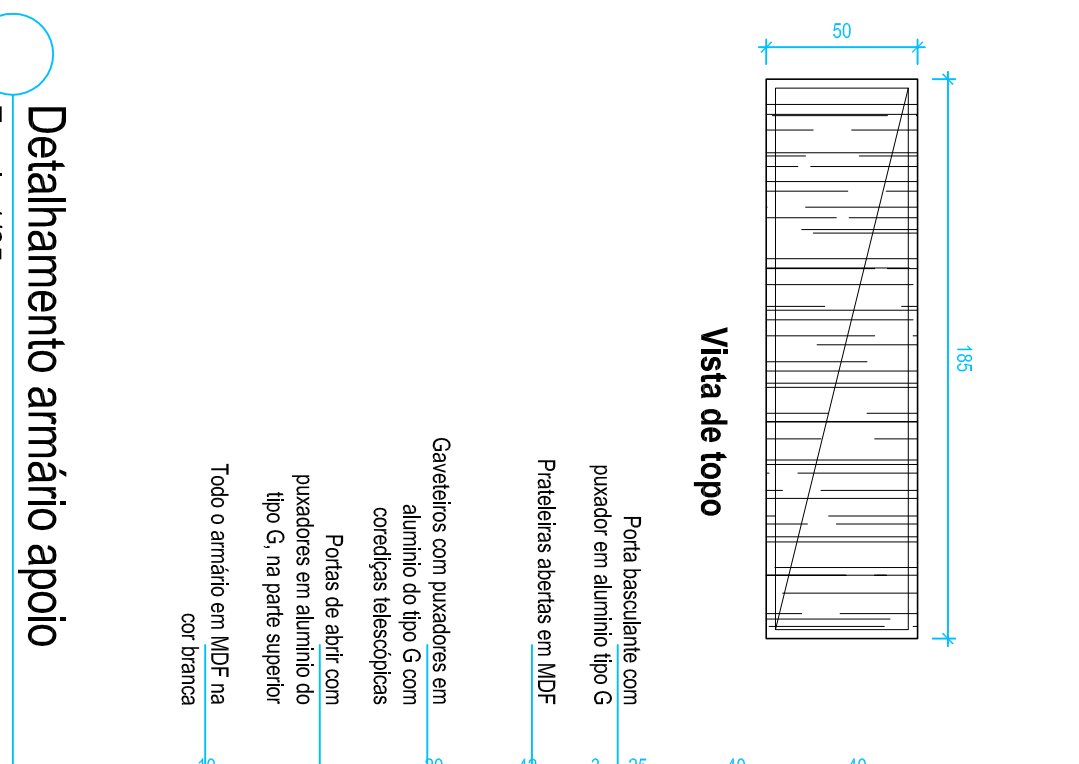 50
185
Vista de topo
Porta basculante com
puxador em aluminio tipo G
Prateleiras abertas em MDF
Gaveteiros com puxadores em
aluminio do tipo G com
corediças telescópicas
Portas de abrir com
puxadores em aluminio do
tipo G, na parte superior
Todo o armário em MDF na
cor branca
Detalhamento armário apoio